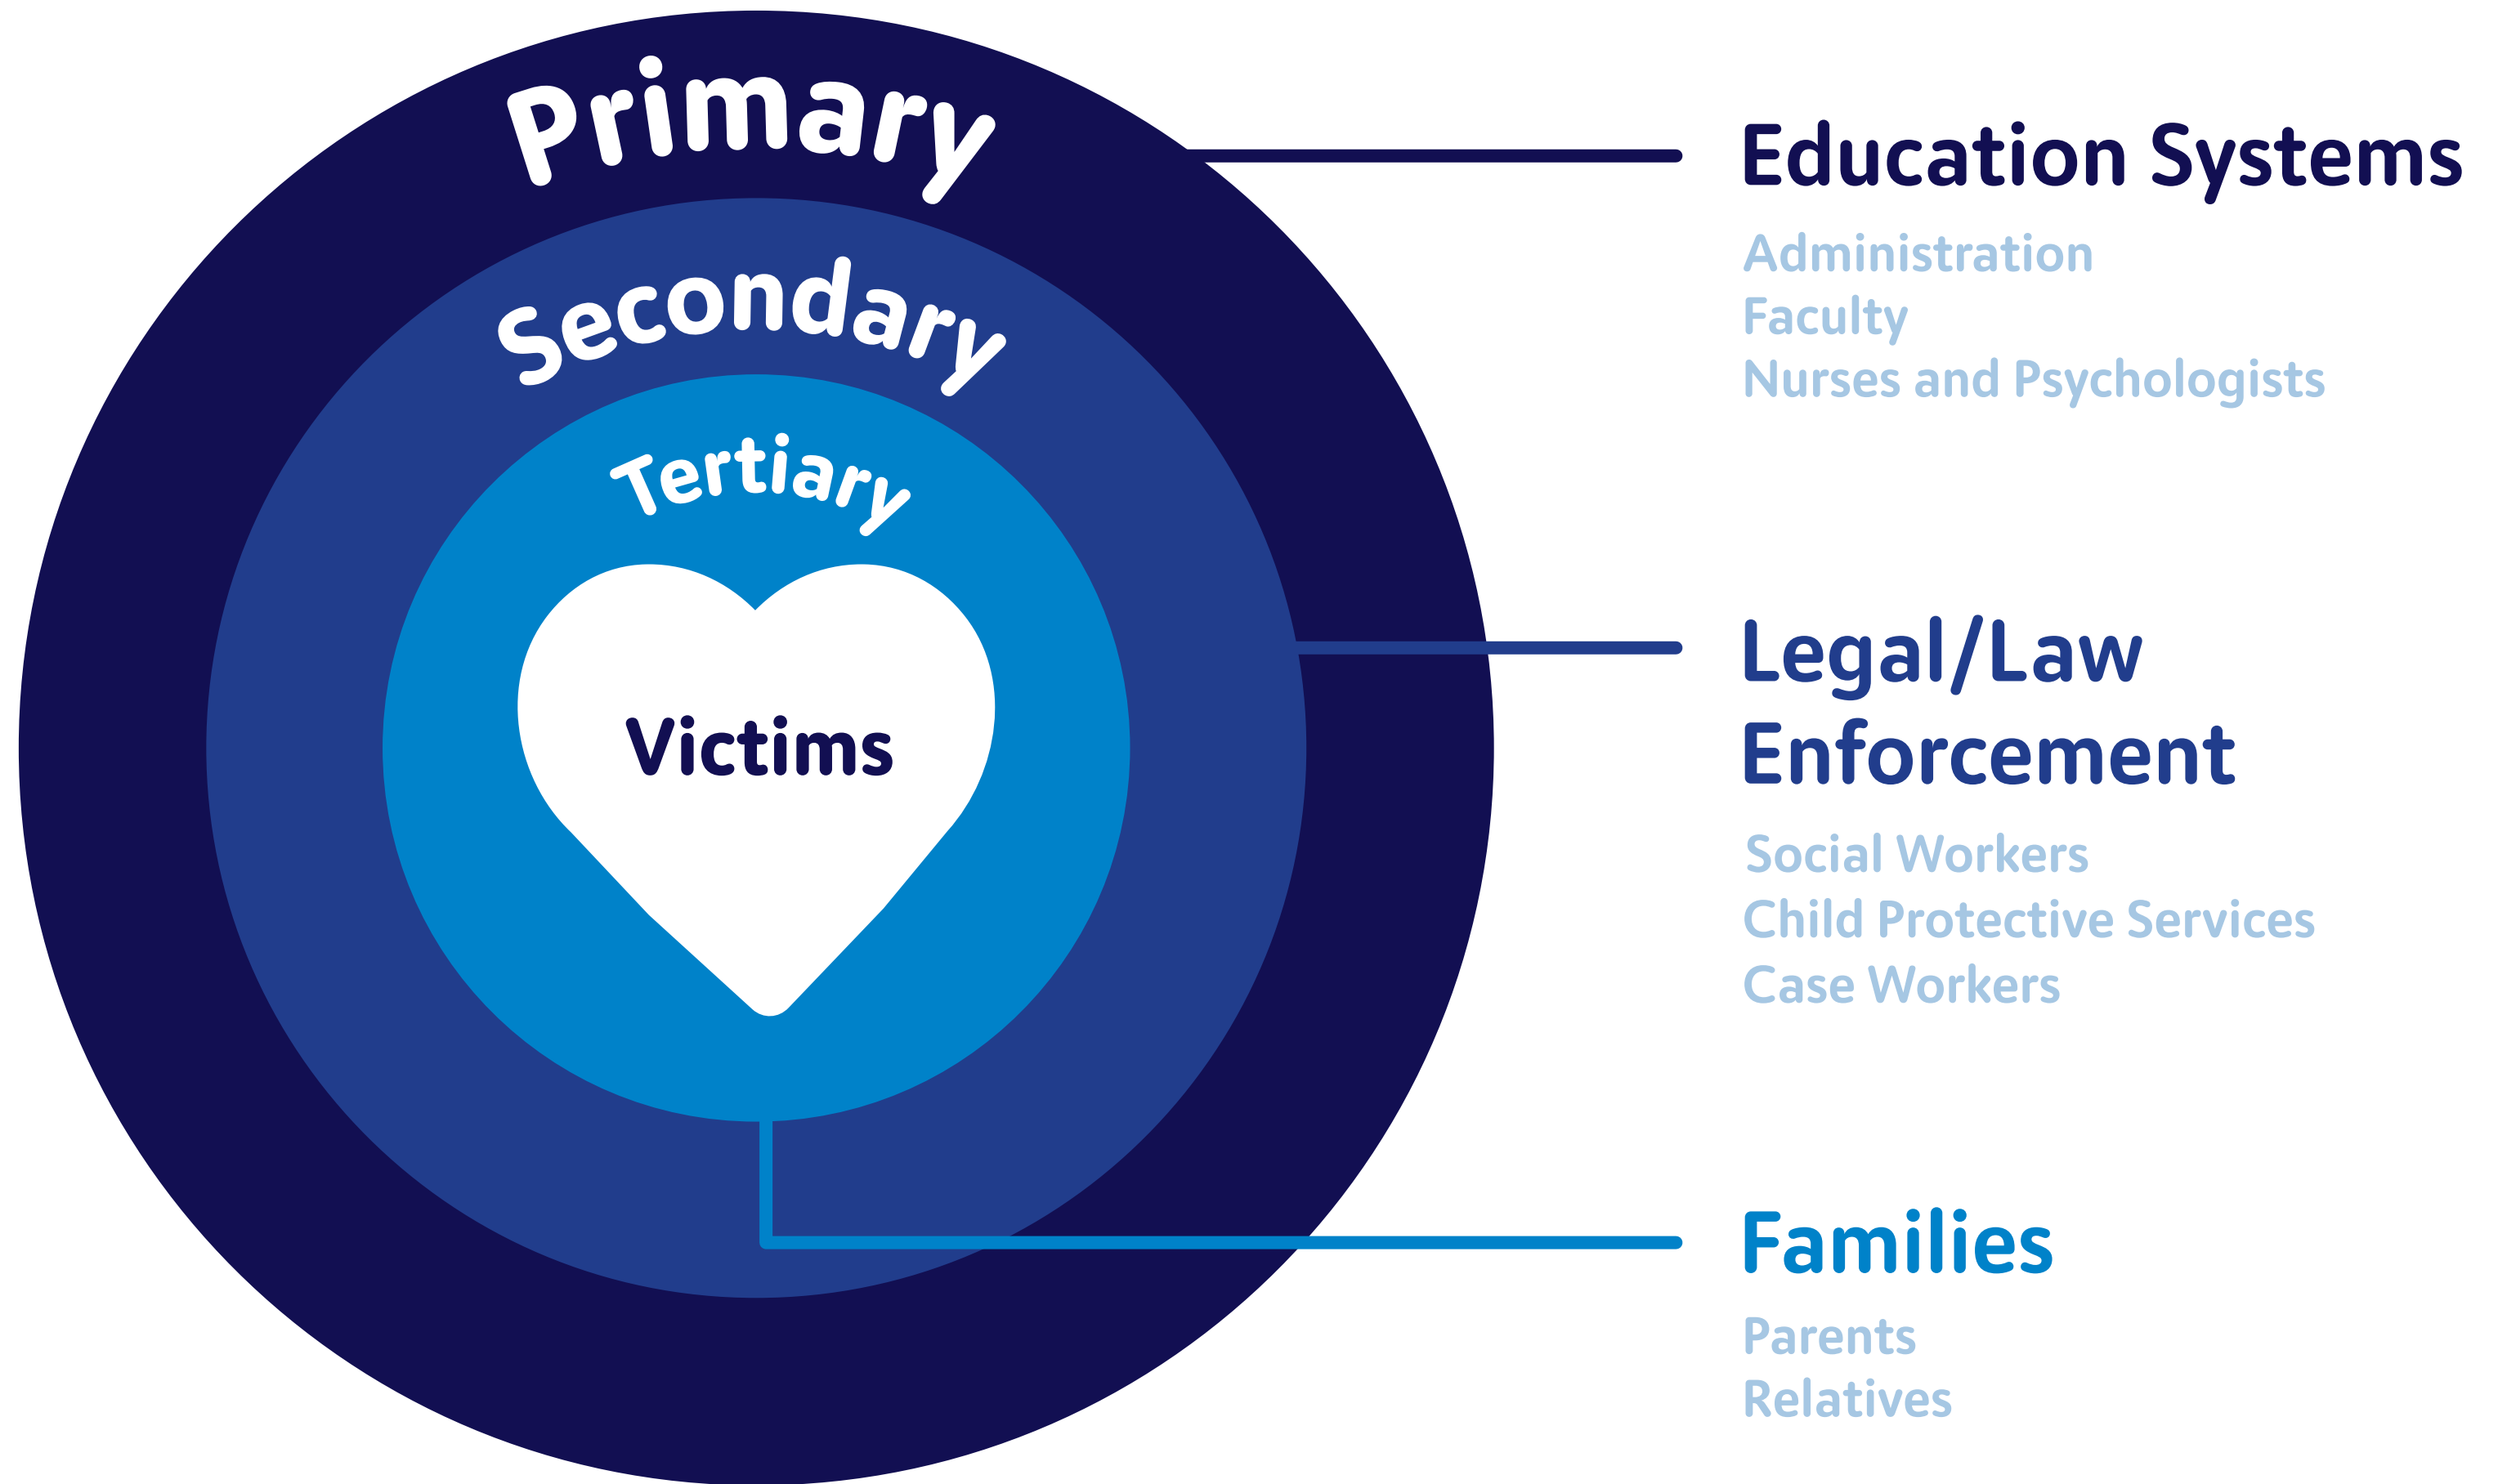 Primary
Secondary
Tertiary
Victims
Education Systems
Administration
Faculty
Nurses and Psychologists
Legal/Law
Enforcement
Social Workers
Child Protective Services
Case Workers
Families
Parents
Relatives